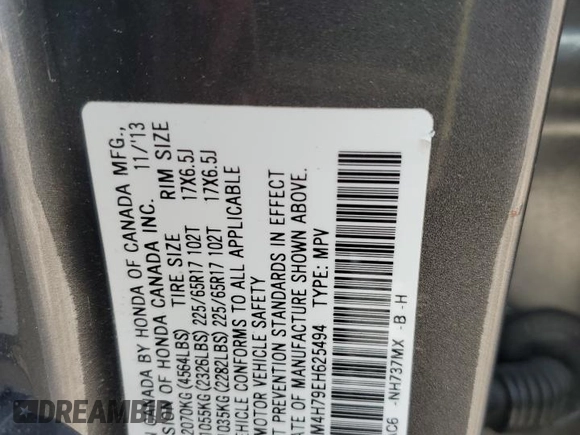 N CANADA BY HONDA OF CANADA MFG.,
OF HONDA CANADA INC. 11/'13
2070KG (4564LBS) TIRE SIZE RIM SIZE
1055KG (2326LBS) 225/65R17 102T 17X6.5J
1035KG (2282LBS) 225/65R17 102T 17X6.5J
VEHICLE CONFORMS TO ALL APPLICABLE
MOTOR VEHICLE SAFETY
PREVENTION STANDARDS IN EFFECT
DATE OF MANUFACTURE SHOWN ABOVE.
M4H79EH625494 TYPE: MPV
NH737MX -B -H
DREAMBID